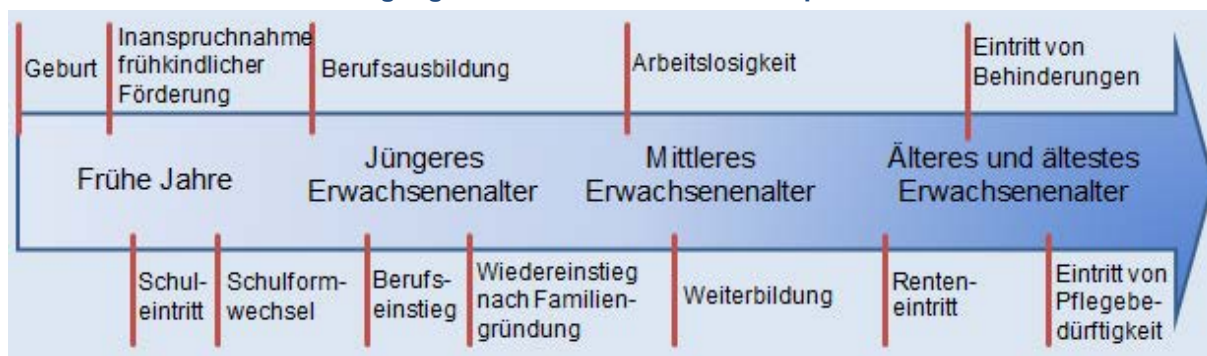 Geburt
Inanspruchnahme
frühkindlicher
Förderung
Berufsausbildung
Arbeitslosigkeit
Eintritt von
Behinderungen
Frühe Jahre
Jüngeres
Erwachsenenalter
Mittleres
Erwachsenenalter
Älteres und ältestes
Erwachsenenalter
Schul-
eintritt
Schulform-
wechsel
Berufs-
einstieg
Wiedereinstieg
nach Familien-
gründung
Weiterbildung
Renten-
eintritt
Eintritt von
Pflegebe-
dürftigkeit